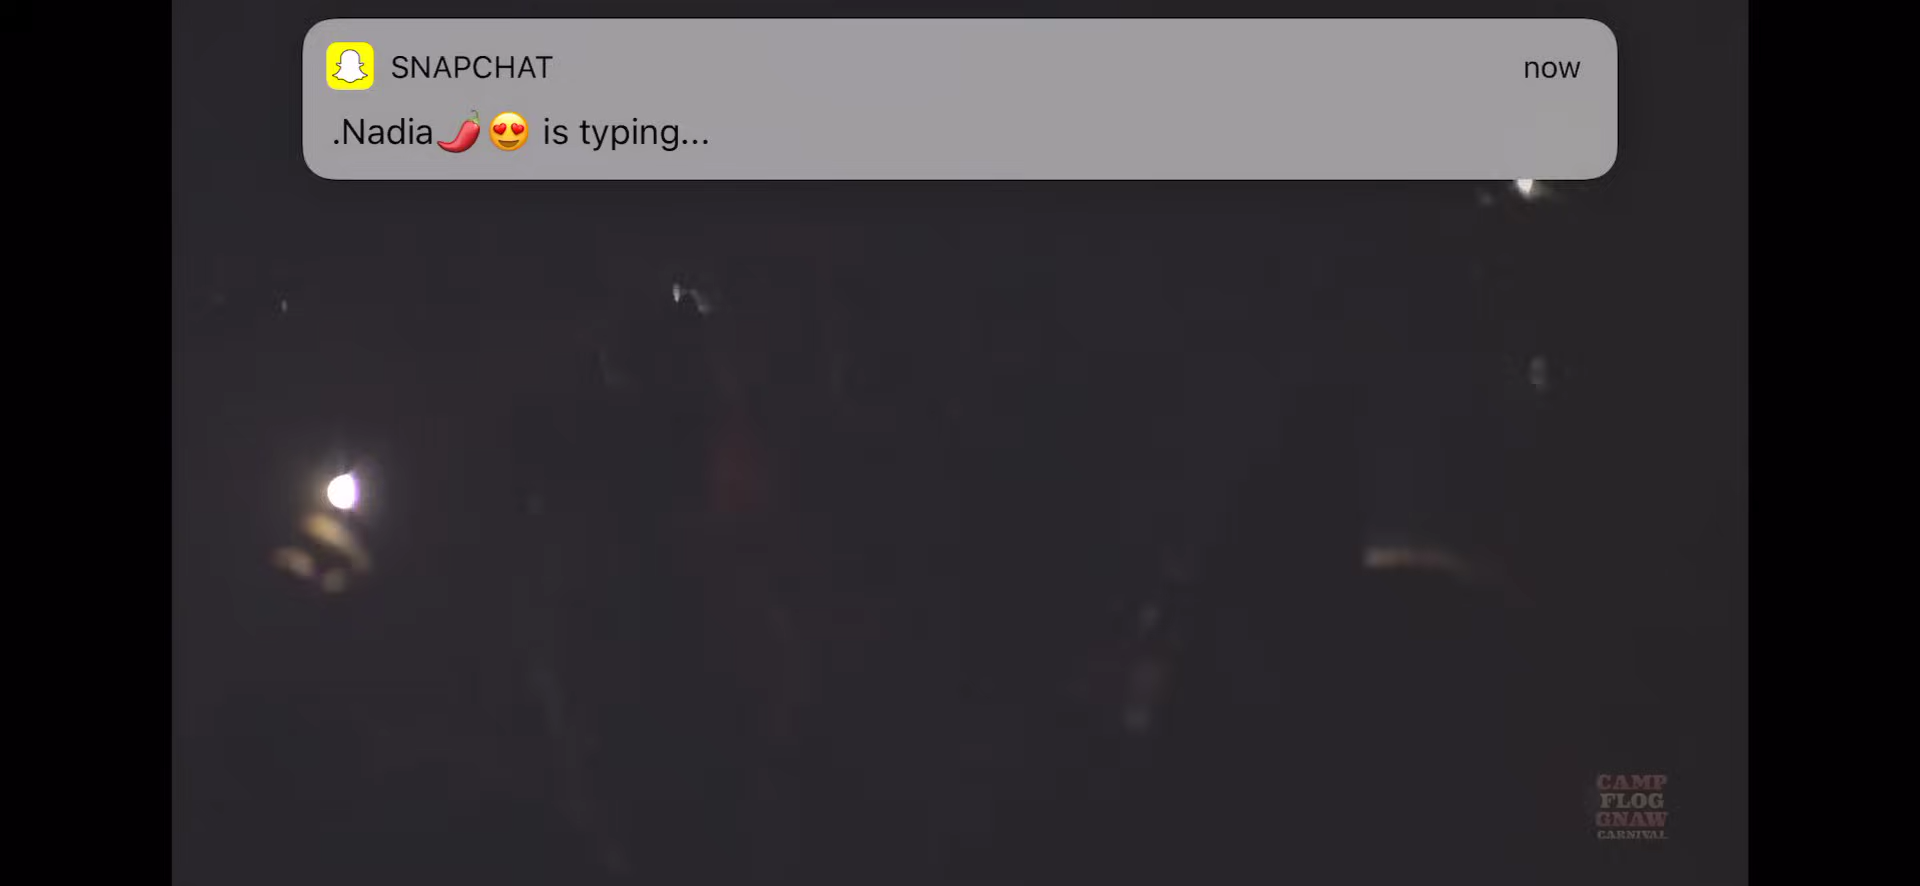 SNAPCHAT
now
.Nadia🌶️😍 is typing...
CAMP
FLOG
GNAW
CARNIVAL